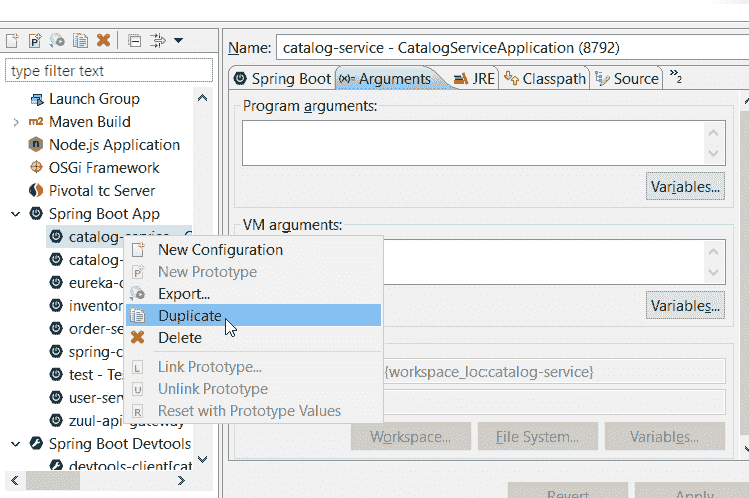 Name: catalog-service - CatalogServiceApplication (8792)
type filter text
Spring Boot
(x)= Arguments
JRE
Classpath
Source
»2
Launch Group
Maven Build
Node.js Application
OSGi Framework
Pivotal tc Server
Spring Boot App
catalog-service - C
catalog-
eureka-
inventor
order-se
spring-c
test - Te
user-serv
zuul-api-gateway
Spring Boot Devtools
devtools-client[cat
Program arguments:
Variables...
VM arguments:
Variables...
New Configuration
New Prototype
Export...
Duplicate
Delete
Link Prototype...
Unlink Prototype
Reset with Prototype Values
{workspace_loc:catalog-service}
Workspace...
File System...
Variables...
Revert
Apply